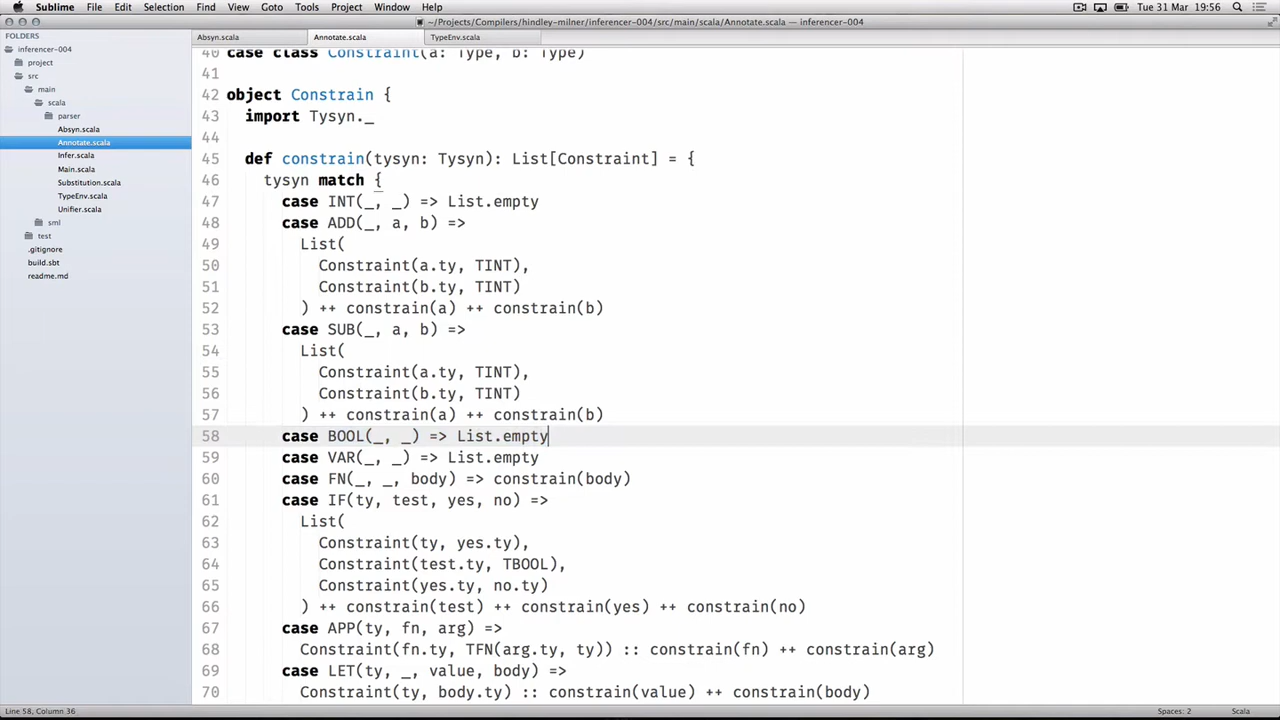 Sublime File Edit Selection Find View Goto Tools Project Window Help Tue 31 Mar 19:56
~/Projects/Compilers/hindley-milner/inferencer-004/src/main/scala/Annotate.scala — inferencer-004
FOLDERS
inferencer-004
project
src
main
scala
parser
Absyn.scala
Annotate.scala
Infer.scala
Main.scala
Substitution.scala
TypeEnv.scala
Unifier.scala
sml
test
.gitignore
build.sbt
readme.md
Absyn.scala Annotate.scala TypeEnv.scala
40 case class Constraint(a: Type, b: Type)
41
42 object Constrain {
43 import Tysyn._
44
45 def constrain(tysyn: Tysyn): List[Constraint] = {
46 tysyn match {
47 case INT(_, _) => List.empty
48 case ADD(_, a, b) =>
49 List(
50 Constraint(a.ty, TINT),
51 Constraint(b.ty, TINT)
52 ) ++ constrain(a) ++ constrain(b)
53 case SUB(_, a, b) =>
54 List(
55 Constraint(a.ty, TINT),
56 Constraint(b.ty, TINT)
57 ) ++ constrain(a) ++ constrain(b)
58 case BOOL(_, _) => List.empty
59 case VAR(_, _) => List.empty
60 case FN(_, _, body) => constrain(body)
61 case IF(ty, test, yes, no) =>
62 List(
63 Constraint(ty, yes.ty),
64 Constraint(test.ty, TBOOL),
65 Constraint(yes.ty, no.ty)
66 ) ++ constrain(test) ++ constrain(yes) ++ constrain(no)
67 case APP(ty, fn, arg) =>
68 Constraint(fn.ty, TFN(arg.ty, ty)) :: constrain(fn) ++ constrain(arg)
69 case LET(ty, _, value, body) =>
70 Constraint(ty, body.ty) :: constrain(value) ++ constrain(body)
Line 58, Column 36 Spaces: 2 Scala